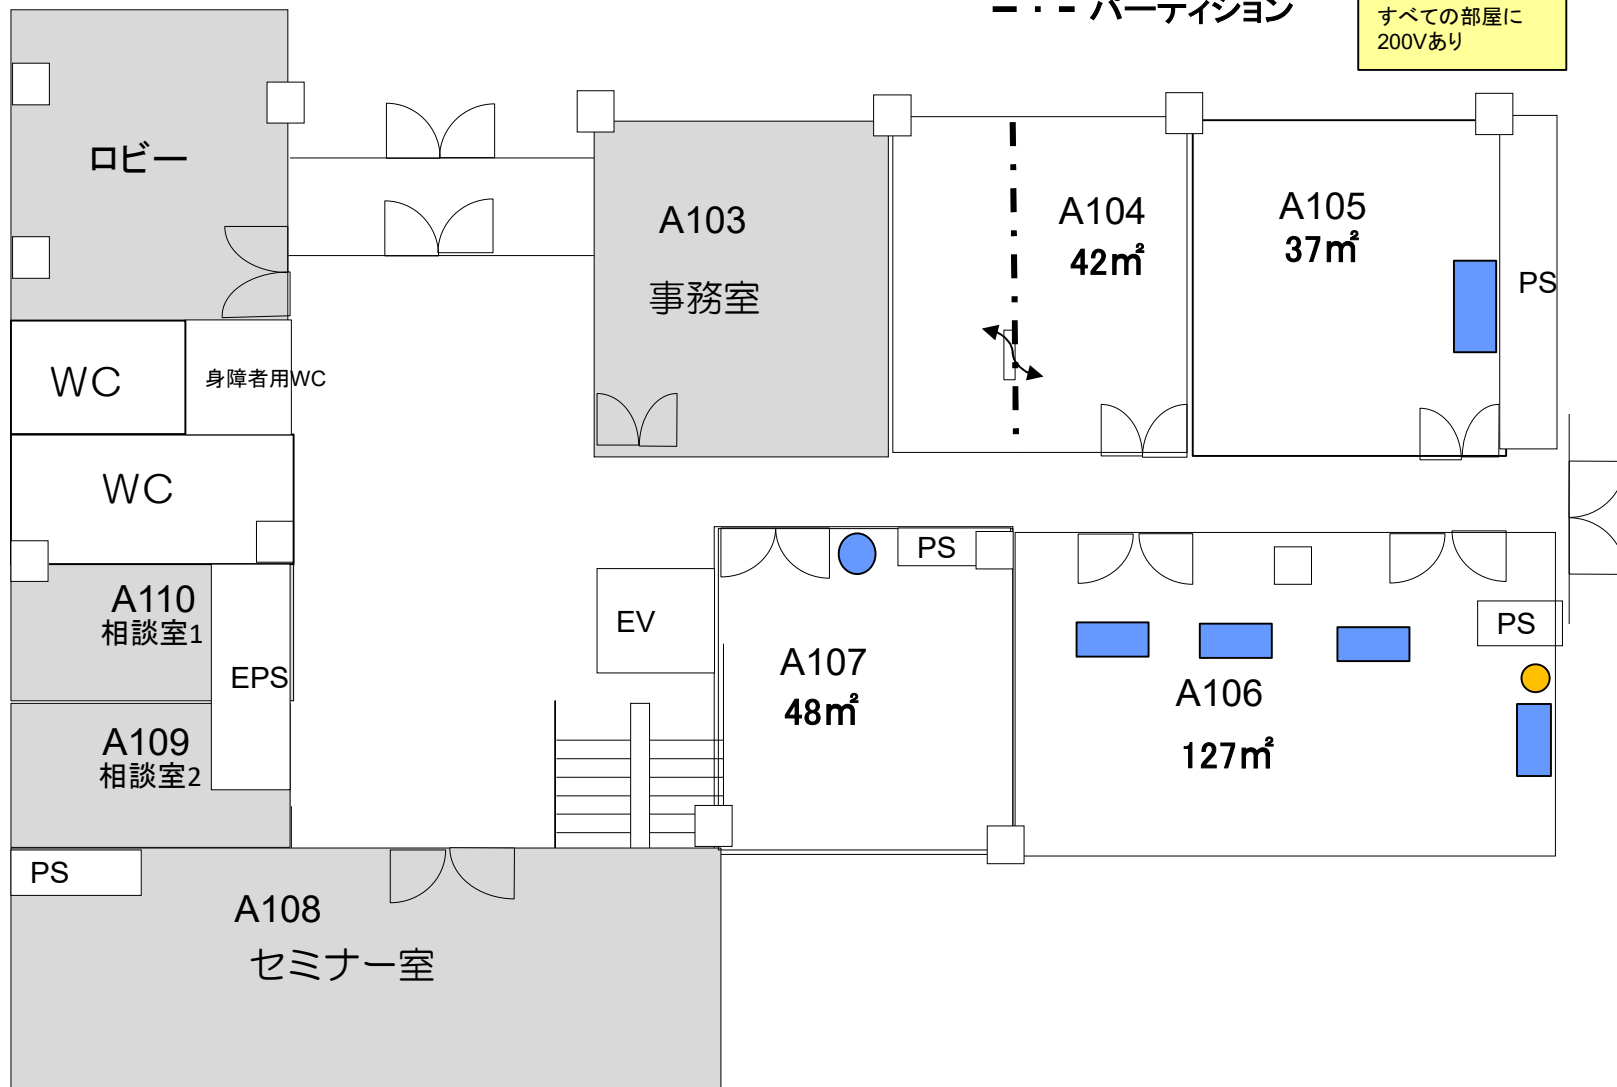 パーティション
すべての部屋に
200Vあり
ロビー
A103
事務室
A104
42㎡
A105
37㎡
PS
WC
身障者用WC
WC
PS
A110
相談室1
EPS
EV
A107
48㎡
PS
A106
127㎡
A109
相談室2
PS
A108
セミナー室